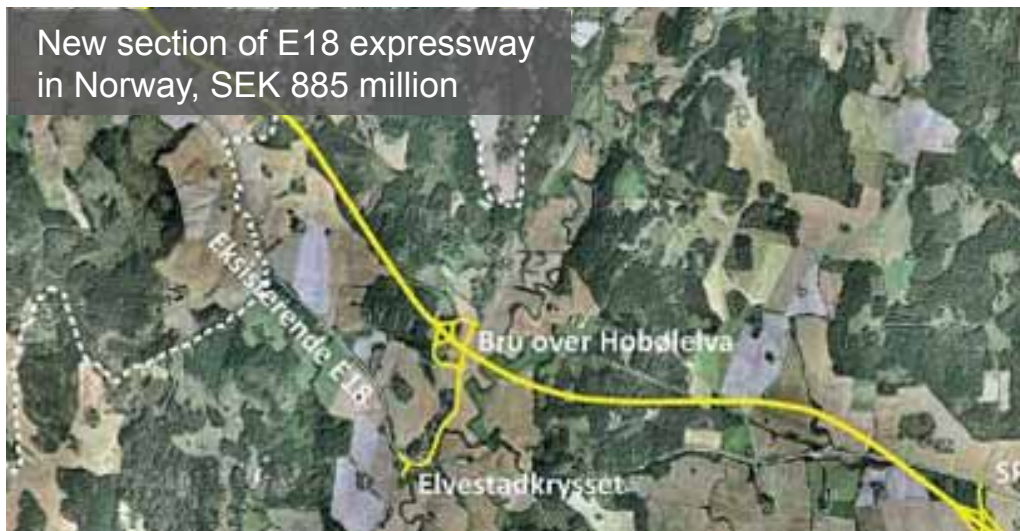 New section of E18 expressway
in Norway, SEK 885 million
Eksisterende E18
Bru over Hobølelva
Elvestadkrysset